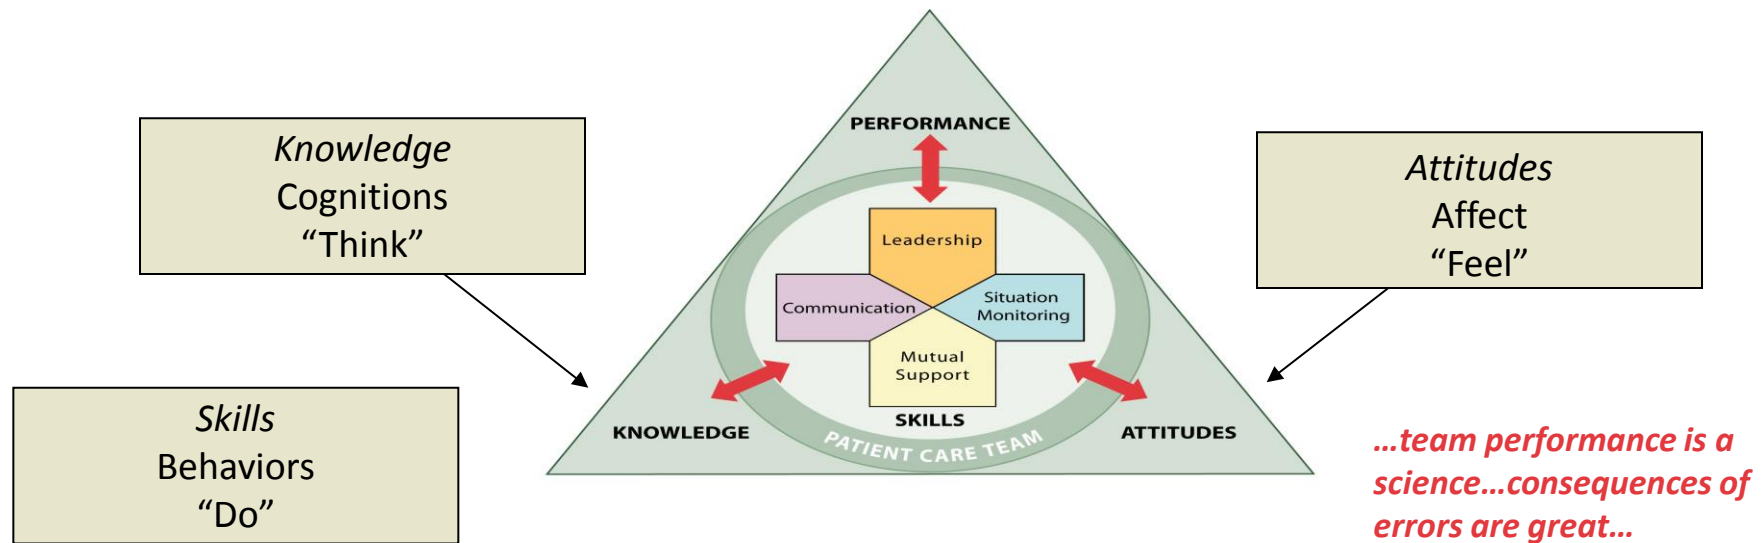 PERFORMANCE
Knowledge
Cognitions
“Think”
Attitudes
Affect
“Feel”
Leadership
Communication
Situation
Monitoring
Mutual
Support
SKILLS
KNOWLEDGE
ATTITUDES
PATIENT CARE TEAM
Skills
Behaviors
“Do”
...team performance is a
science...consequences of
errors are great...